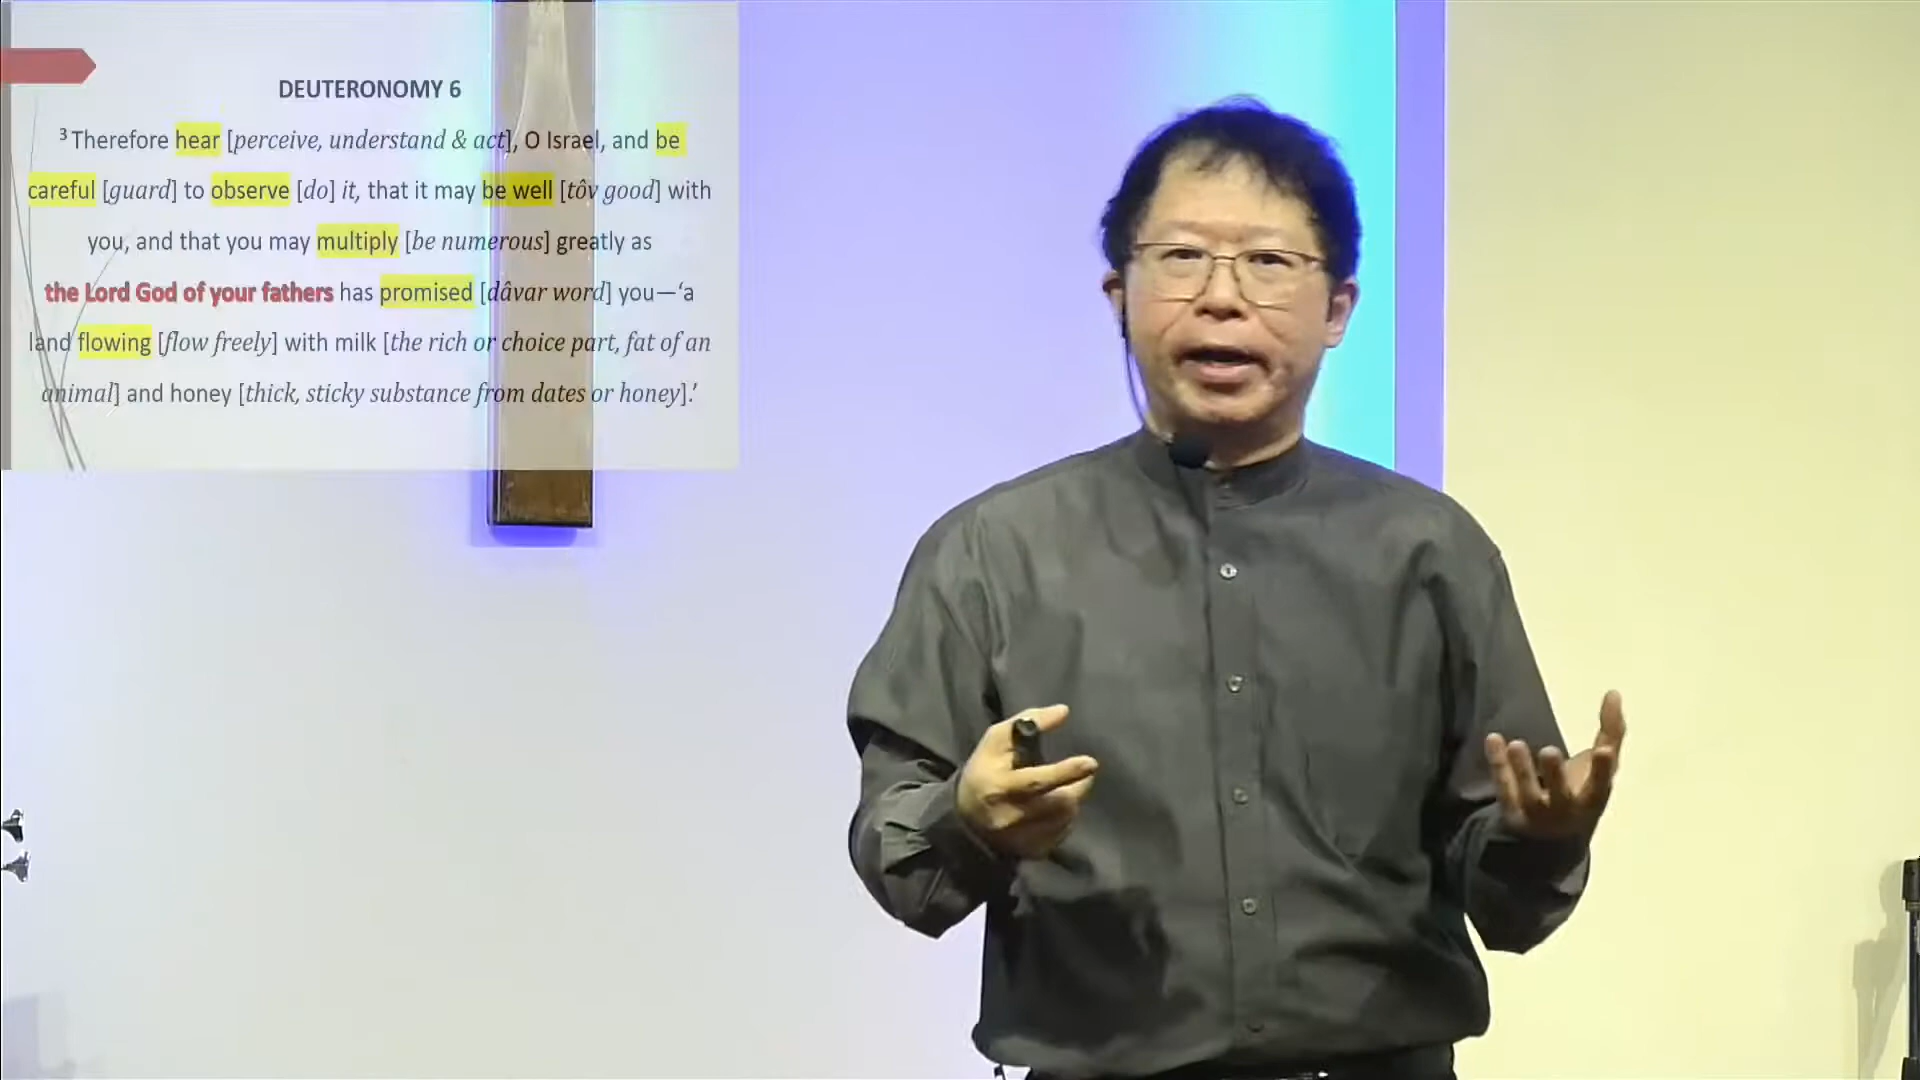 DEUTERONOMY 6
3 Therefore hear [perceive, understand & act], O Israel, and be
careful [guard] to observe [do] it, that it may be well [tôv good] with
you, and that you may multiply [be numerous] greatly as
the Lord God of your fathers has promised [dâvar word] you—‘a
land flowing [flow freely] with milk [the rich or choice part, fat of an
animal] and honey [thick, sticky substance from dates or honey].’